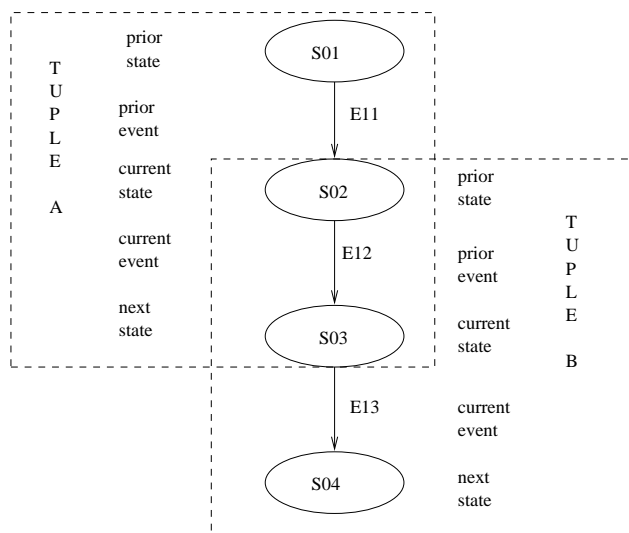 prior
state
S01
T
U
P
L
E
A
prior
event
E11
current
state
S02
prior
state
current
event
E12
prior
event
T
U
P
L
E
B
next
state
S03
current
state
E13
current
event
S04
next
state